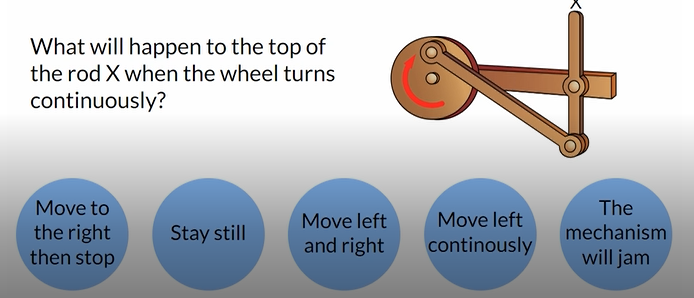 X
What will happen to the top of
the rod X when the wheel turns
continuously?
Move to
the right
then stop
Stay still
Move left
and right
Move left
continously
The
mechanism
will jam